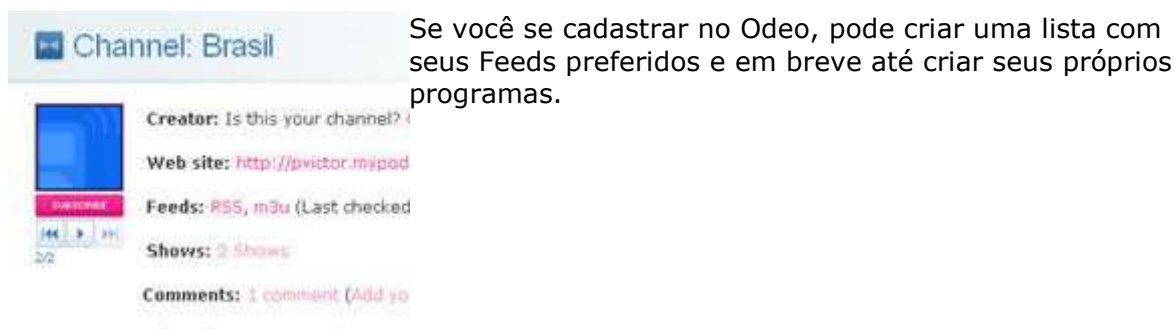 Channel: Brasil
Creator: Is this your channel?
Web site: http://pvictor.mypod
SUBSCRIBE
Feeds: RSS, m3u (Last checked
2/2
Shows: 2 Shows
Comments: 1 comment (Add yo
Se você se cadastrar no Odeo, pode criar uma lista com
seus Feeds preferidos e em breve até criar seus próprios
programas.